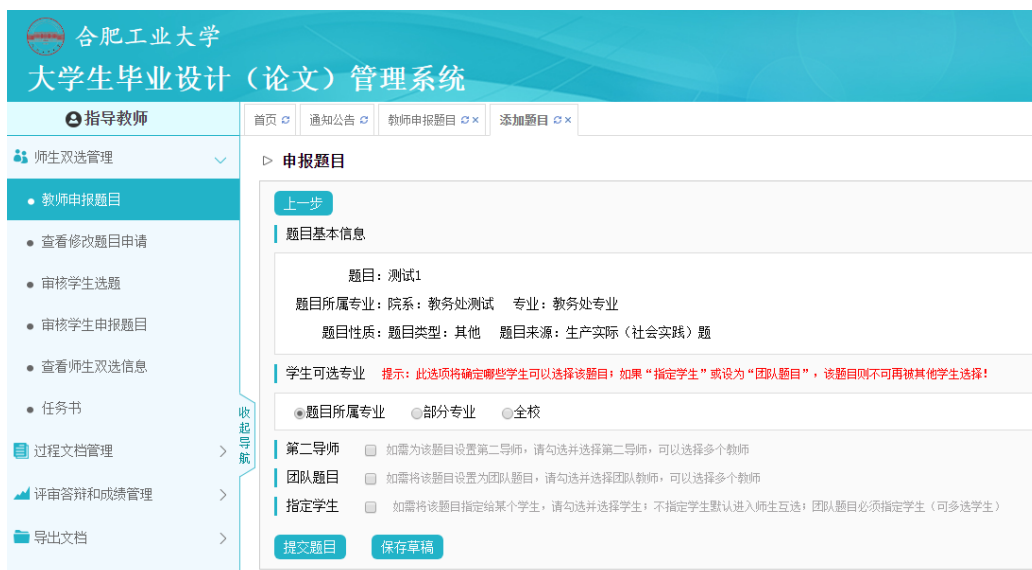 合肥工业大学
大学生毕业设计（论文）管理系统
指导教师
首页 通知公告 教师申报题目 × 添加题目 ×
师生双选管理
教师申报题目
查看修改题目申请
审核学生选题
审核学生申报题目
查看师生双选信息
任务书
过程文档管理
评审答辩和成绩管理
导出文档
收起导航
申报题目
上一步
题目基本信息
题目：测试1
题目所属专业：院系：教务处测试 专业：教务处专业
题目性质：题目类型：其他 题目来源：生产实际（社会实践）题
学生可选专业 提示：此选项将确定哪些学生可以选择该题目；如果“指定学生”或设为“团队题目”，该题目则不可再被其他学生选择！
题目所属专业 部分专业 全校
第二导师 如需为该题目设置第二导师，请勾选并选择第二导师，可以选择多个教师
团队题目 如需将该题目设置为团队题目，请勾选并选择团队教师，可以选择多个教师
指定学生 如需将该题目指定给某个学生，请勾选并选择学生；不指定学生默认进入师生互选；团队题目必须指定学生（可多选学生）
提交题目 保存草稿